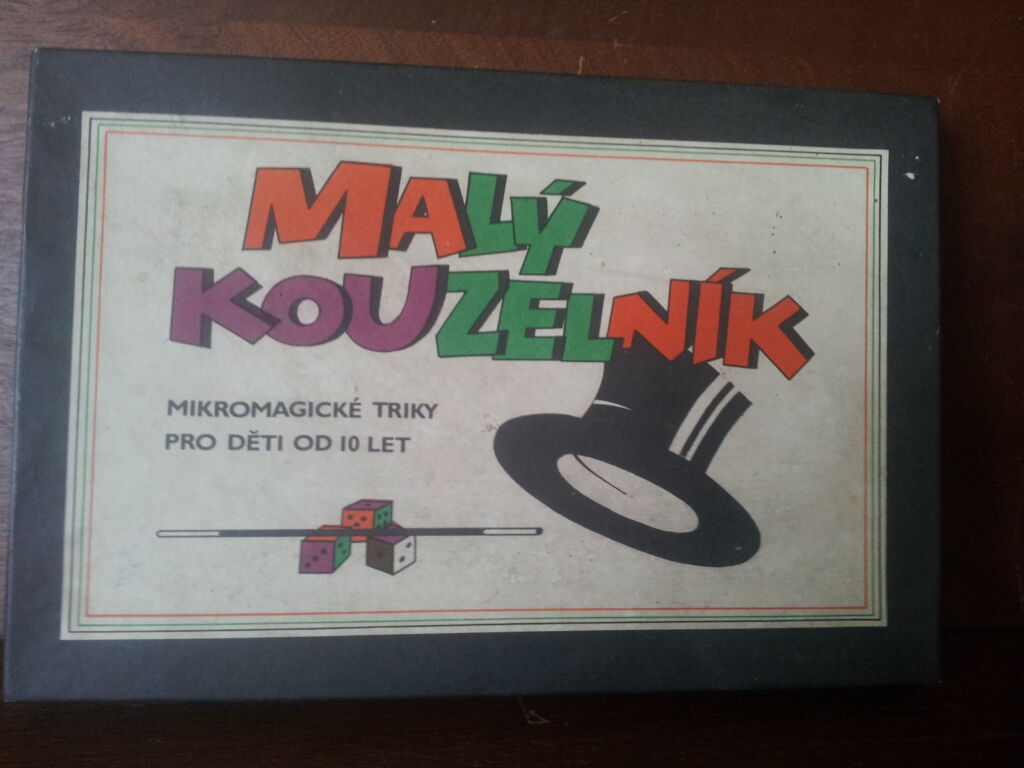 MALÝ
KOUZELNÍK
MIKROMAGICKÉ TRIKY
PRO DĚTI OD 10 LET